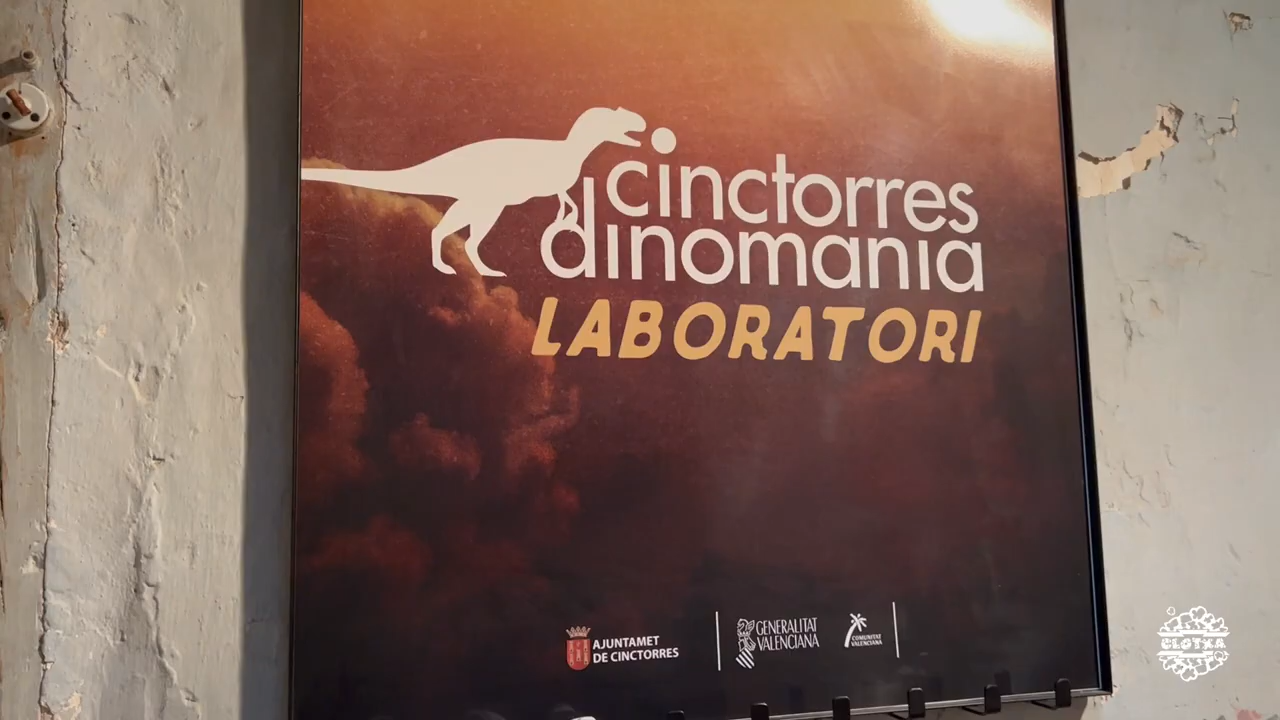 cinctorres
dinomania
LABORATORI
AJUNTAMET
DE CINCTORRES
GENERALITAT
VALENCIANA
COMUNITAT
VALENCIANA
CLOTXA